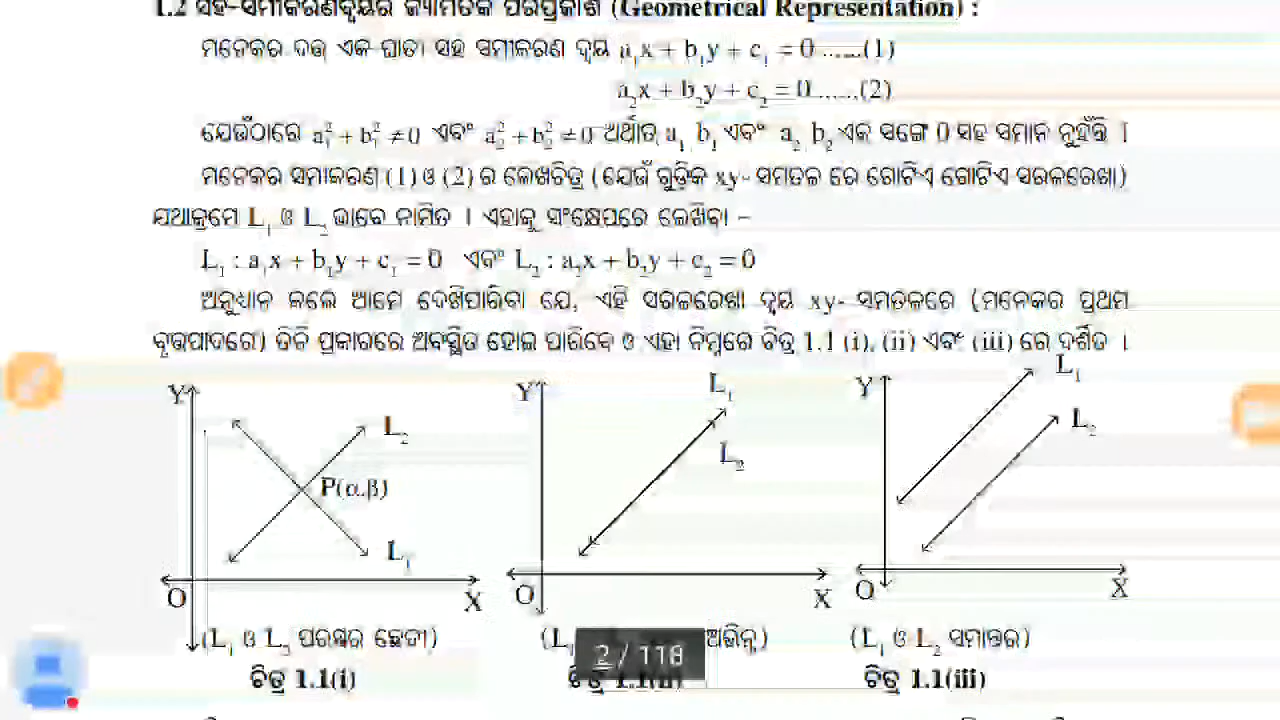 1.2 ସହ-ସମୀକରଣଦ୍ୱୟର ଜ୍ୟାମିତିକ ପରିପ୍ରକାଶ (Geometrical Representation) :
ମନେକର ଦତ୍ତ ଏକ ଘାତୀ ସହ ସମୀକରଣ ଦ୍ୱୟ a₁x + b₁y + c₁ = 0 ......(1)
a₂x + b₂y + c₂ = 0 ......(2)
ଯେଉଁଠାରେ a₁² + b₁² ≠ 0 ଏବଂ a₂² + b₂² ≠ 0 ଅର୍ଥାତ୍ a₁ b₁ ଏବଂ a₂ b₂ ଏକ ସଙ୍ଗେ 0 ସହ ସମାନ ନୁହଁନ୍ତି ।
ମନେକର ସମୀକରଣ (1) ଓ (2) ର ଲେଖଚିତ୍ର (ଯେଉଁ ଗୁଡ଼ିକ xy- ସମତଳ ରେ ଗୋଟିଏ ଗୋଟିଏ ସରଳରେଖା)
ଯଥାକ୍ରମେ L₁ ଓ L₂ ଭାବେ ନାମିତ । ଏହାକୁ ସଂକ୍ଷେପରେ ଲେଖିବା –
L₁ : a₁x + b₁y + c₁ = 0 ଏବଂ L₂ : a₂x + b₂y + c₂ = 0
ଅନୁଧ୍ୟାନ କଲେ ଆମେ ଦେଖିପାରିବା ଯେ, ଏହି ସରଳରେଖା ଦ୍ୱୟ xy- ସମତଳରେ (ମନେକର ପ୍ରଥମ
ବୃତ୍ତପାଦରେ) ତିନି ପ୍ରକାରରେ ଅବସ୍ଥିତ ହୋଇ ପାରିବେ ଓ ଏହା ନିମ୍ନରେ ଚିତ୍ର 1.1 (i), (ii) ଏବଂ (iii) ରେ ଦର୍ଶିତ ।
Y L₂ P(α,β) L₁ O X
Y L₁ L₂ O X
Y L₁ L₂ O X
(L₁ ଓ L₂ ପରସ୍ପର ଛେଦୀ) (L₁ ଅଭିନ୍ନ) (L₁ ଓ L₂ ସମାନ୍ତର)
2 / 118
ଚିତ୍ର 1.1(i) ଚିତ୍ର 1.1(ii) ଚିତ୍ର 1.1(iii)